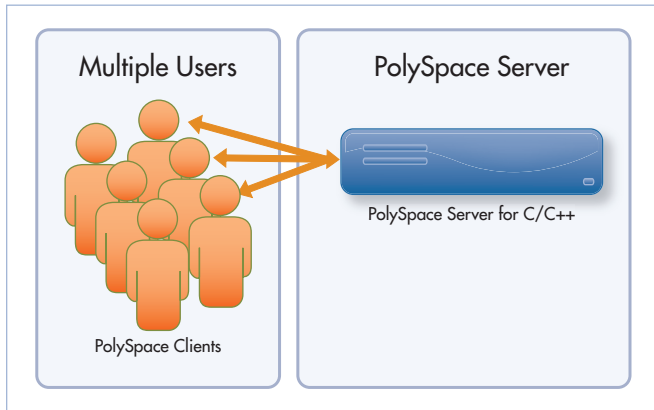 Multiple Users
PolySpace Clients
PolySpace Server
PolySpace Server for C/C++